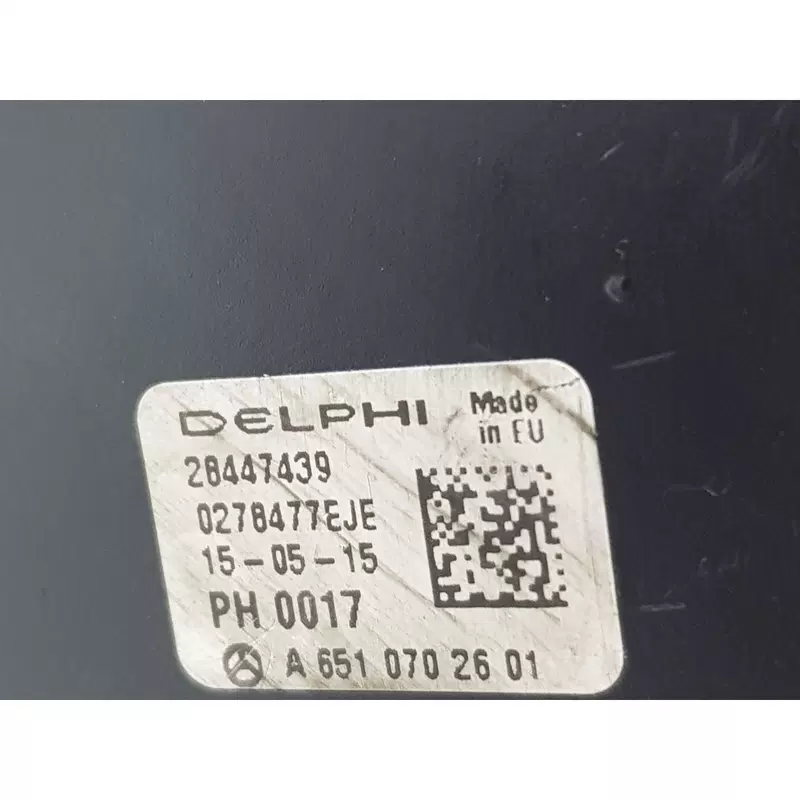 DELPHI
Made
in EU
28447439
0278477EJE
15-05-15
PH 0017
A 651 070 26 01